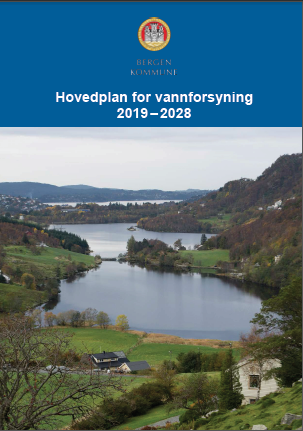 BERGEN
KOMMUNE
Hovedplan for vannforsyning
2019–2028